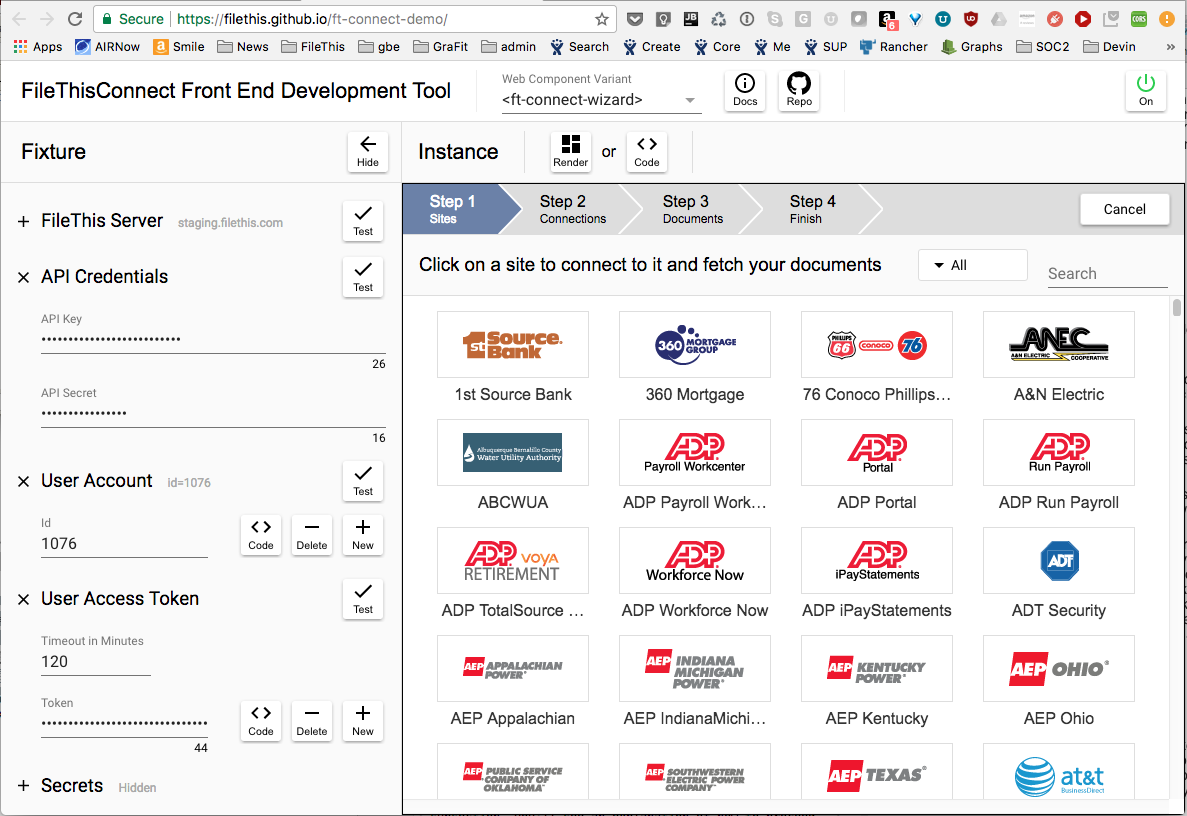 Secure https://filethis.github.io/ft-connect-demo/
Apps AIRNow Smile News FileThis gbe GraFit admin Search Create Core Me SUP Rancher Graphs SOC2 Devin »
FileThisConnect Front End Development Tool
Web Component Variant
<ft-connect-wizard>
Docs
Repo
On
Fixture
Hide
Instance
Render
or
Code
+ FileThis Server staging.filethis.com
Test
API Credentials
Test
API Key
26
API Secret
16
User Account id=1076
Test
Id
1076
Code
Delete
New
User Access Token
Test
Timeout in Minutes
120
Token
44
Code
Delete
New
+ Secrets Hidden
Step 1
Sites
Step 2
Connections
Step 3
Documents
Step 4
Finish
Cancel
Click on a site to connect to it and fetch your documents
All
Search
1st Source Bank.
360 MORTGAGE GROUP
PHILLIPS 66 conoco 76
ANEC
A&N ELECTRIC COOPERATIVE
1st Source Bank
360 Mortgage
76 Conoco Phillips…
A&N Electric
Albuquerque Bernalillo County
Water Utility Authority
ADP
Payroll Workcenter
ADP
Portal
ADP
Run Payroll
ABCWUA
ADP Payroll Work…
ADP Portal
ADP Run Payroll
ADP VOYA
RETIREMENT
ADP
Workforce Now
ADP
iPayStatements
ADT
ADP TotalSource …
ADP Workforce Now
ADP iPayStatements
ADT Security
AEP APPALACHIAN POWER®
AEP INDIANA MICHIGAN POWER®
AEP KENTUCKY POWER®
AEP OHIO®
AEP Appalachian
AEP IndianaMichi…
AEP Kentucky
AEP Ohio
AEP PUBLIC SERVICE COMPANY OF OKLAHOMA®
AEP SOUTHWESTERN ELECTRIC POWER COMPANY®
AEP TEXAS®
at&t
BusinessDirect